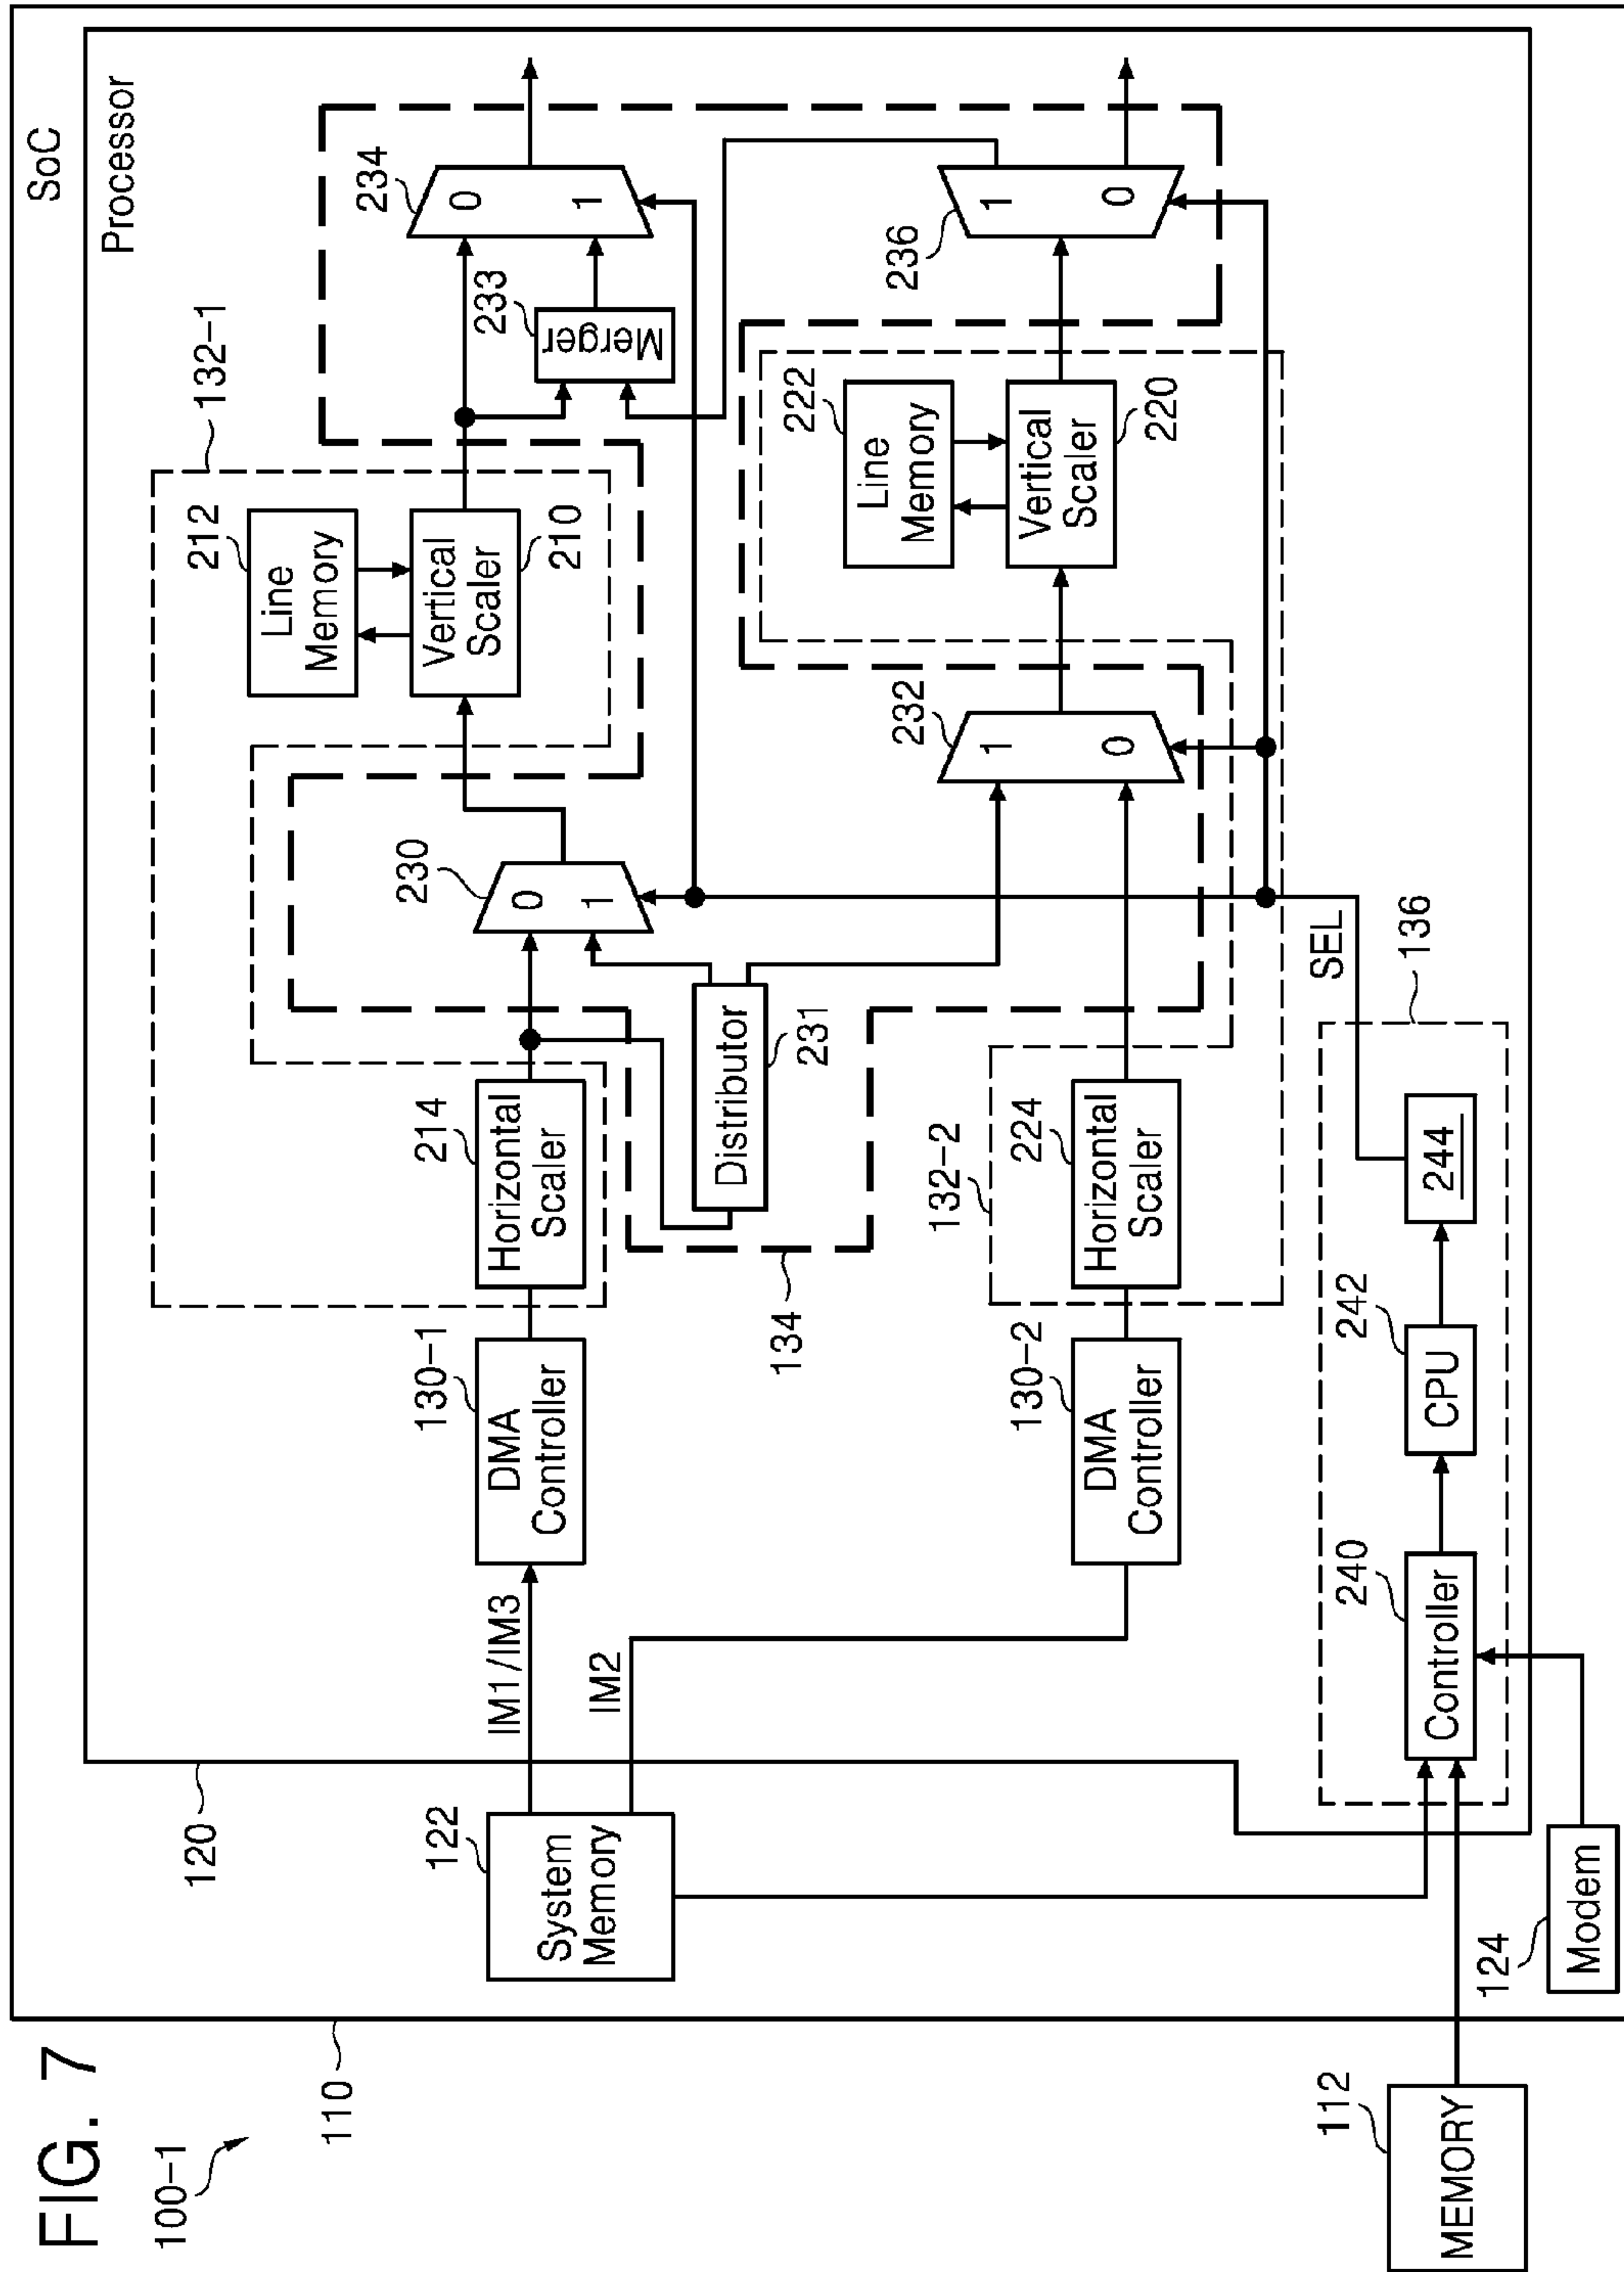 FIG. 7
100-1
110
SoC
120
Processor
132-1
212
Line
Memory
Vertical
Scaler
210
214
Horizontal
Scaler
130-1
DMA
Controller
IM1/IM3
IM2
122
System
Memory
230
0
1
234
0
1
233
Merger
Distributor
231
134
132-2
222
Line
Memory
Vertical
Scaler
220
232
1
0
236
1
0
224
Horizontal
Scaler
130-2
DMA
Controller
SEL
136
244
242
CPU
240
Controller
124
Modem
112
MEMORY